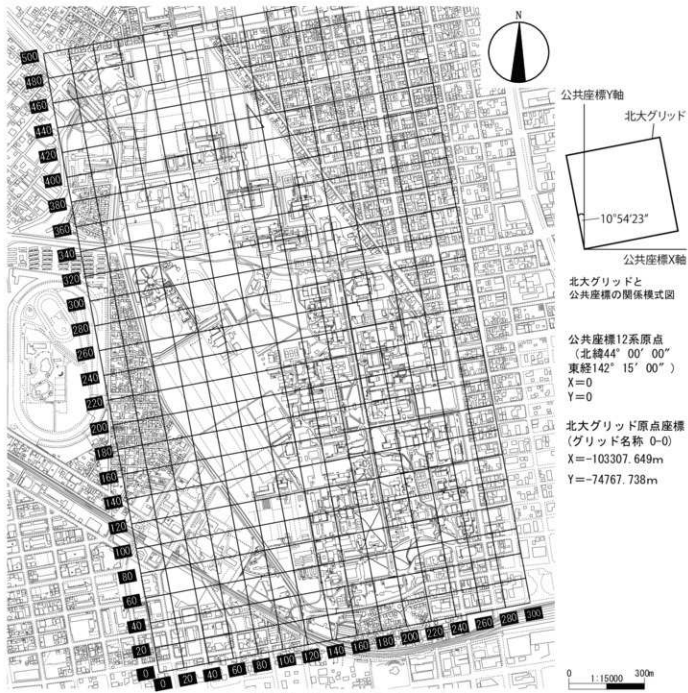 500
480
460
440
420
400
380
360
340
320
300
280
260
240
220
200
180
160
140
120
100
80
60
40
20
0
0 20 40 60 80 100 120 140 160 180 200 220 240 260 280 300
N
公共座標Y軸
北大グリッド
10°54′23″
公共座標X軸
北大グリッドと
公共座標の関係模式図
公共座標12系原点
(北緯44° 00′ 00″
東経142° 15′ 00″ )
X=0
Y=0
北大グリッド原点座標
(グリッド名称 0-0)
X=-103307.649m
Y=-74767.738m
0 1:15000 300m